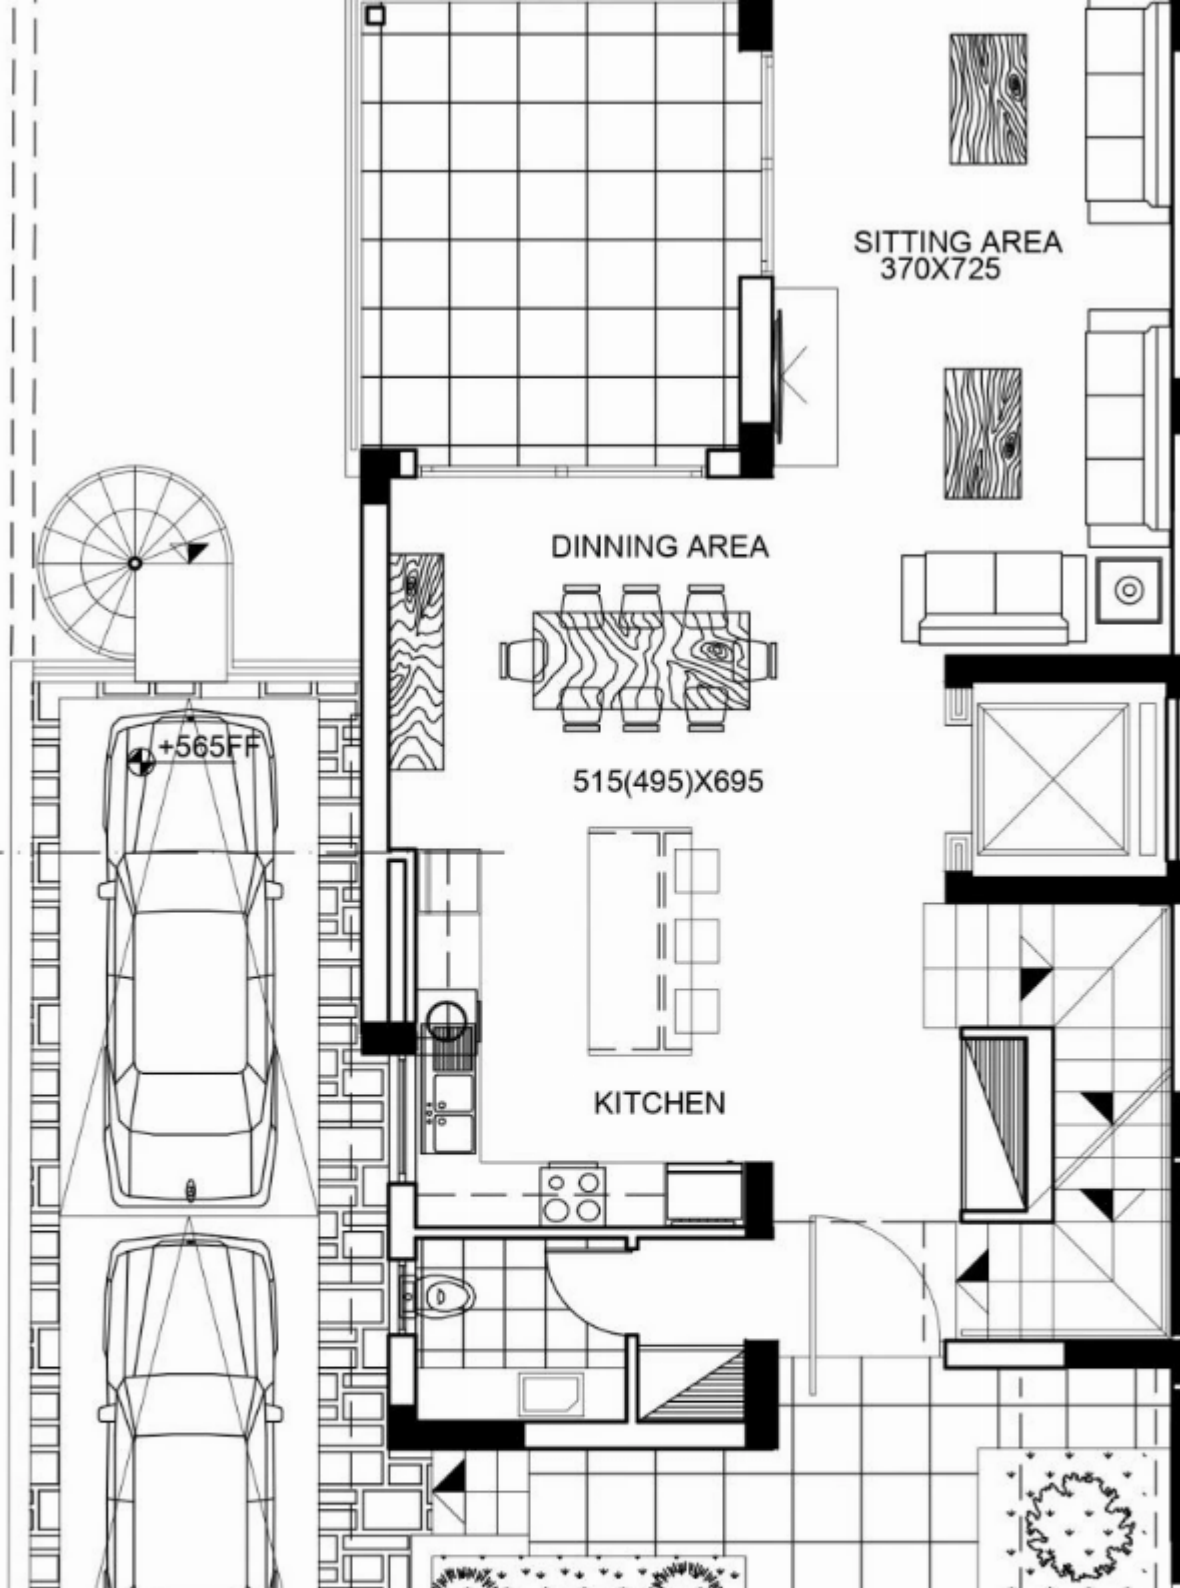 SITTING AREA
370X725
DINNING AREA
+565FF
515(495)X695
KITCHEN